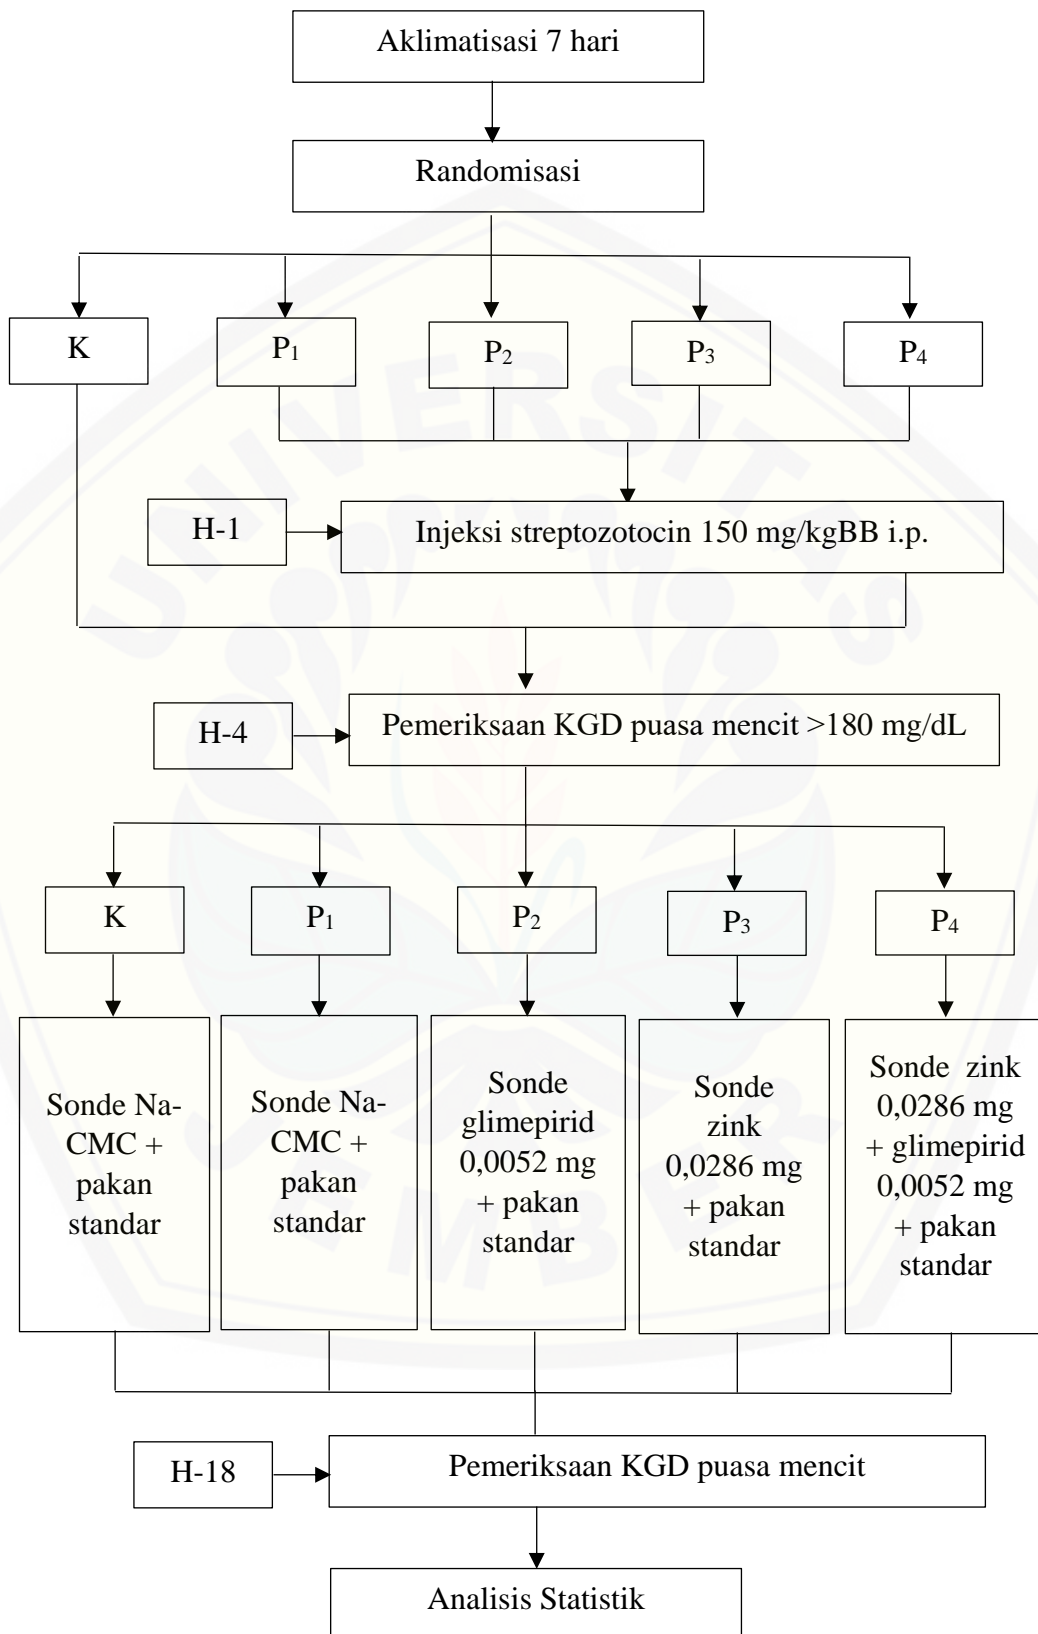 Aklimatisasi 7 hari
Randomisasi
K
P1
P2
P3
P4
H-1
Injeksi streptozotocin 150 mg/kgBB i.p.
H-4
Pemeriksaan KGD puasa mencit >180 mg/dL
K
P1
P2
P3
P4
Sonde Na-
CMC +
pakan
standar
Sonde Na-
CMC +
pakan
standar
Sonde
glimepirid
0,0052 mg
+ pakan
standar
Sonde
zink
0,0286 mg
+ pakan
standar
Sonde zink
0,0286 mg
+ glimepirid
0,0052 mg
+ pakan
standar
H-18
Pemeriksaan KGD puasa mencit
Analisis Statistik
UNIVERSITAS
JEMBER